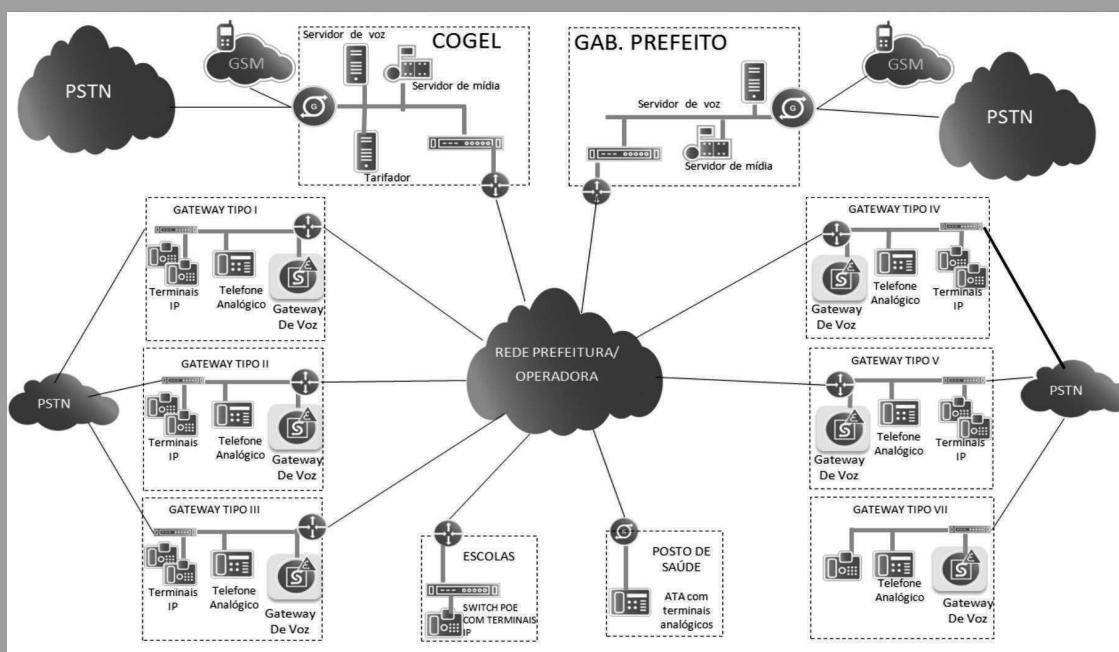 PSTN
GSM
Servidor de voz
COGEL
Servidor de mídia
Tarifador
GAB. PREFEITO
Servidor de voz
Servidor de mídia
GSM
PSTN
GATEWAY TIPO I
Terminais
IP
Telefone
Analógico
Gateway
De Voz
GATEWAY TIPO II
Terminais
IP
Telefone
Analógico
Gateway
De Voz
GATEWAY TIPO III
Terminais
IP
Telefone
Analógico
Gateway
De Voz
PSTN
REDE PREFEITURA/
OPERADORA
GATEWAY TIPO IV
Gateway
De Voz
Telefone
Analógico
Terminais
IP
GATEWAY TIPO V
Gateway
De Voz
Telefone
Analógico
Terminais
IP
PSTN
GATEWAY TIPO VII
Telefone
Analógico
Gateway
De Voz
ESCOLAS
SWITCH POE
COM TERMINAIS
IP
POSTO DE
SAÚDE
ATA com
terminais
analógicos
G
G
G
S
S
S
S
S
S